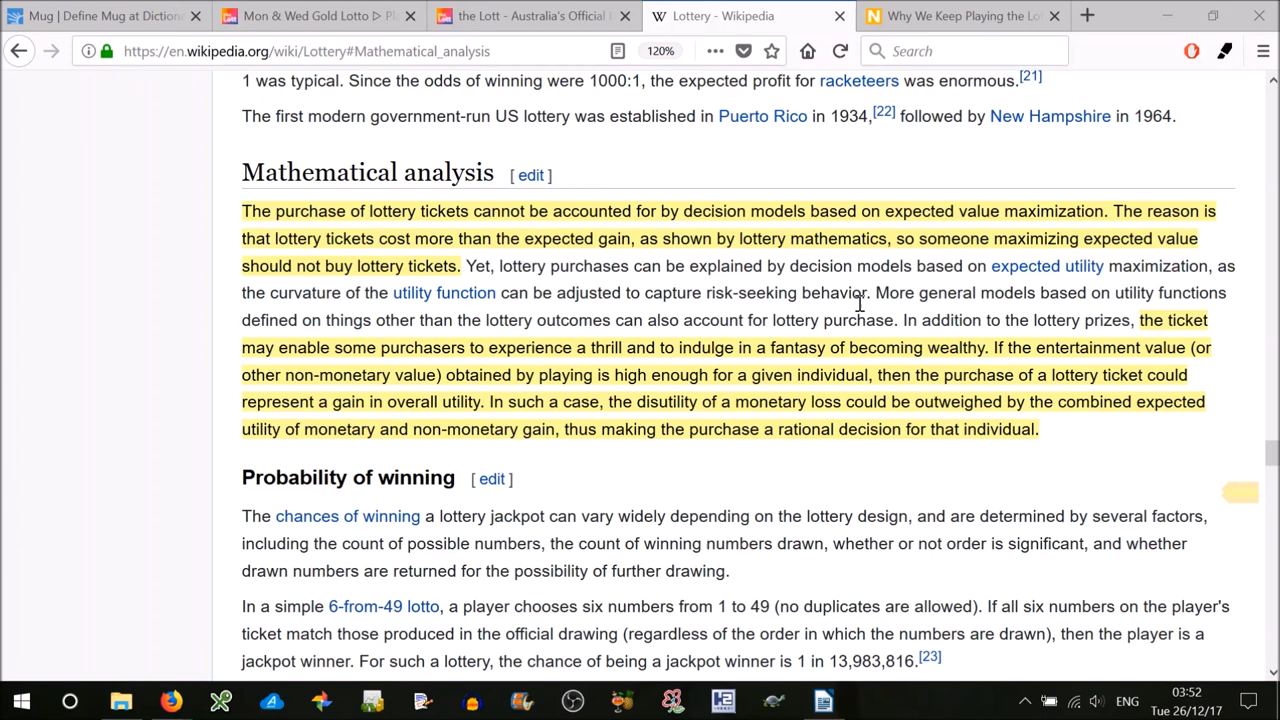 Mug | Define Mug at Dictiona
Mon & Wed Gold Lotto ▷ Pl
the Lott - Australia's Official
Lottery - Wikipedia
Why We Keep Playing the Lo
https://en.wikipedia.org/wiki/Lottery#Mathematical_analysis
120%
Search
1 was typical. Since the odds of winning were 1000:1, the expected profit for racketeers was enormous.[21]
The first modern government-run US lottery was established in Puerto Rico in 1934,[22] followed by New Hampshire in 1964.
Mathematical analysis [ edit ]
The purchase of lottery tickets cannot be accounted for by decision models based on expected value maximization. The reason is
that lottery tickets cost more than the expected gain, as shown by lottery mathematics, so someone maximizing expected value
should not buy lottery tickets. Yet, lottery purchases can be explained by decision models based on expected utility maximization, as
the curvature of the utility function can be adjusted to capture risk-seeking behavior. More general models based on utility functions
defined on things other than the lottery outcomes can also account for lottery purchase. In addition to the lottery prizes, the ticket
may enable some purchasers to experience a thrill and to indulge in a fantasy of becoming wealthy. If the entertainment value (or
other non-monetary value) obtained by playing is high enough for a given individual, then the purchase of a lottery ticket could
represent a gain in overall utility. In such a case, the disutility of a monetary loss could be outweighed by the combined expected
utility of monetary and non-monetary gain, thus making the purchase a rational decision for that individual.
Probability of winning [ edit ]
The chances of winning a lottery jackpot can vary widely depending on the lottery design, and are determined by several factors,
including the count of possible numbers, the count of winning numbers drawn, whether or not order is significant, and whether
drawn numbers are returned for the possibility of further drawing.
In a simple 6-from-49 lotto, a player chooses six numbers from 1 to 49 (no duplicates are allowed). If all six numbers on the player's
ticket match those produced in the official drawing (regardless of the order in which the numbers are drawn), then the player is a
jackpot winner. For such a lottery, the chance of being a jackpot winner is 1 in 13,983,816.[23]
ENG
03:52
Tue 26/12/17